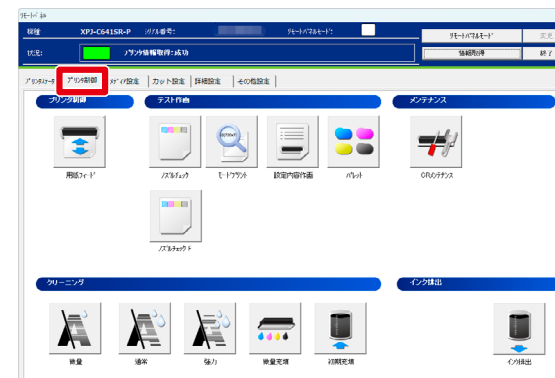 リモートパネル
機種 XPJ-C641SR-P シリアル番号: リモートパネルモード: リモートパネルモード 変更
状況: プリンタ情報取得:成功 情報取得 終了
プリンタステータス プリンタ制御 メディア設定 カット設定 詳細設定 その他設定
プリンタ制御 テスト作画 メンテナンス
用紙フィード ノズルチェック モードプリント 設定内容作画 パレット CRメンテナンス
ノズルチェックト
クリーニング インク排出
微量 通常 強力 微量充填 初期充填 インク排出